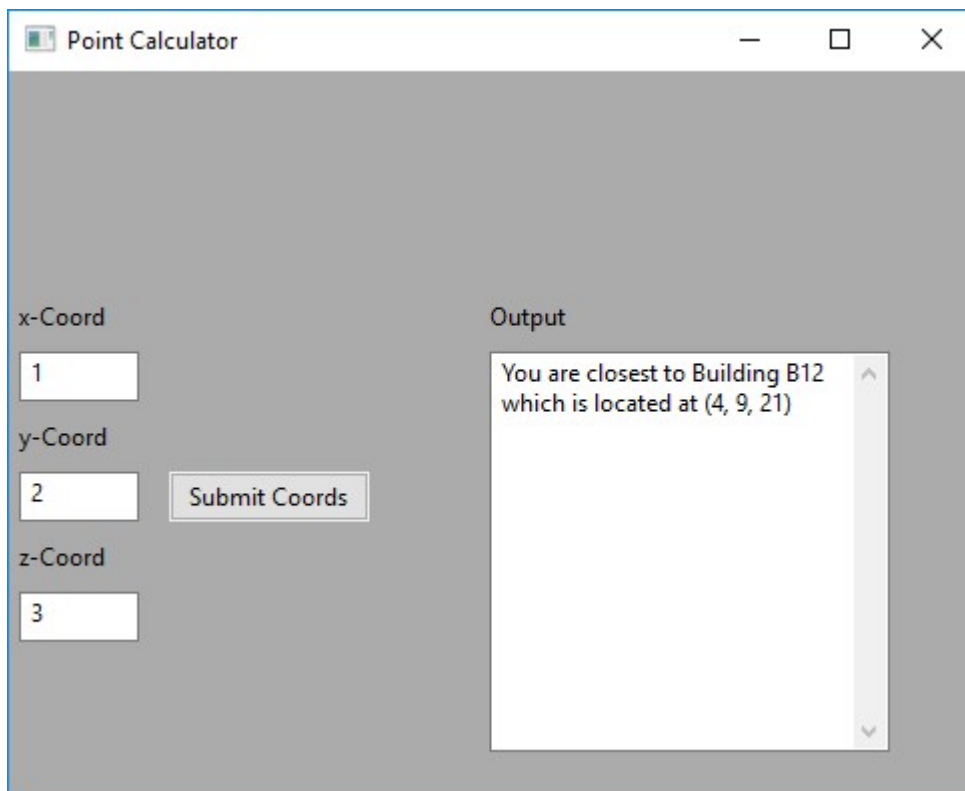 Point Calculator
x-Coord
1
y-Coord
2
Submit Coords
z-Coord
3
Output
You are closest to Building B12
which is located at (4, 9, 21)